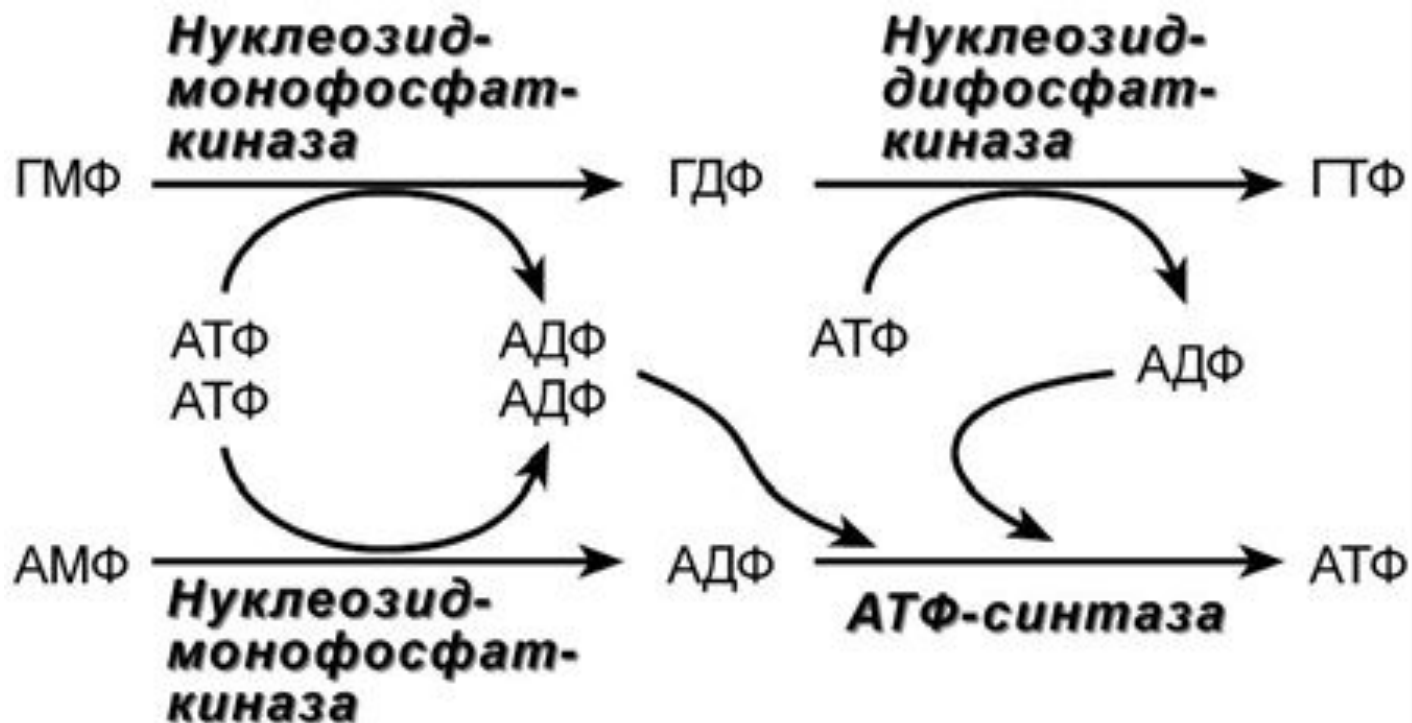 Нуклеозид-
монофосфат-
киназа
Нуклеозид-
дифосфат-
киназа
ГМФ
ГДФ
ГТФ
АТФ
АДФ
АТФ
АДФ
АТФ
АДФ
АМФ
АДФ
АТФ
Нуклеозид-
монофосфат-
киназа
АТФ-синтаза